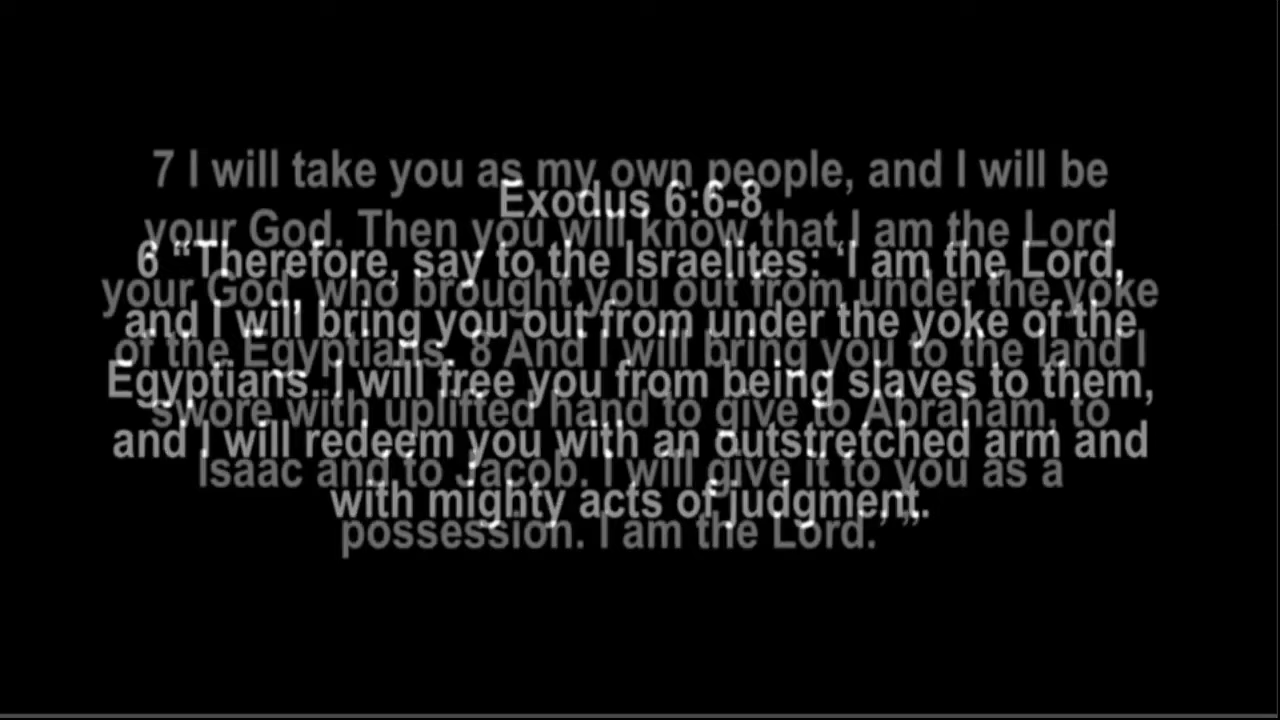 Exodus 6:6-8
6 “Therefore, say to the Israelites: ‘I am the Lord,
and I will bring you out from under the yoke of the
Egyptians. I will free you from being slaves to them,
and I will redeem you with an outstretched arm and
with mighty acts of judgment.
7 I will take you as my own people, and I will be
your God. Then you will know that I am the Lord
your God, who brought you out from under the yoke
of the Egyptians. 8 And I will bring you to the land I
swore with uplifted hand to give to Abraham, to
Isaac and to Jacob. I will give it to you as a
possession. I am the Lord.’ ”